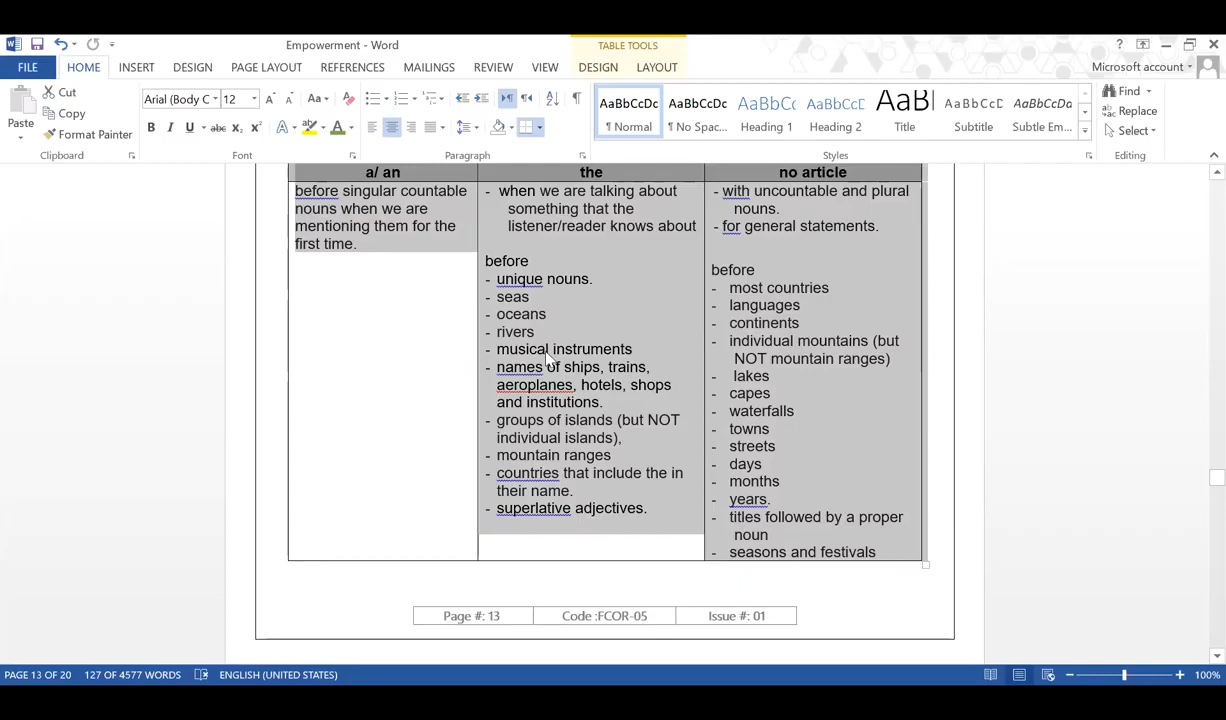 Empowerment - Word
TABLE TOOLS
?
FILE
HOME
INSERT
DESIGN
PAGE LAYOUT
REFERENCES
MAILINGS
REVIEW
VIEW
DESIGN
LAYOUT
Microsoft account
Paste
Cut
Copy
Format Painter
Clipboard
Arial (Body C
12
Font
Paragraph
AaBbCcDc
¶ Normal
AaBbCcDc
¶ No Spac...
AaBbCc
Heading 1
AaBbCcD
Heading 2
AaB
Title
AaBbCcD
Subtitle
AaBbCcDa
Subtle Em...
Styles
Find
Replace
Select
Editing
a/ an
before singular countable
nouns when we are
mentioning them for the
first time.
the
- when we are talking about
something that the
listener/reader knows about
before
- unique nouns.
- seas
- oceans
- rivers
- musical instruments
- names of ships, trains,
aeroplanes, hotels, shops
and institutions.
- groups of islands (but NOT
individual islands),
- mountain ranges
- countries that include the in
their name.
- superlative adjectives.
no article
- with uncountable and plural
nouns.
- for general statements.
before
- most countries
- languages
- continents
- individual mountains (but
NOT mountain ranges)
- lakes
- capes
- waterfalls
- towns
- streets
- days
- months
- years.
- titles followed by a proper
noun
- seasons and festivals
Page #: 13
Code :FCOR-05
Issue #: 01
PAGE 13 OF 20
127 OF 4577 WORDS
ENGLISH (UNITED STATES)
100%